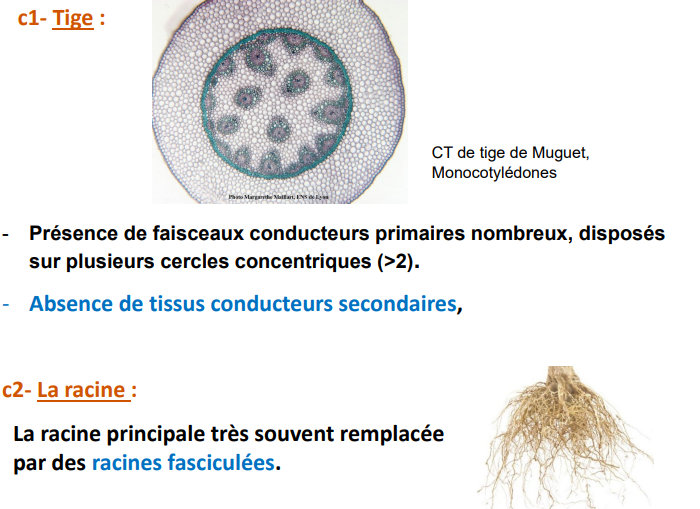 c1- Tige :
Photo Margarethe Maillart, ENS de Lyon
CT de tige de Muguet,
Monocotylédones
- Présence de faisceaux conducteurs primaires nombreux, disposés
sur plusieurs cercles concentriques (>2).
- Absence de tissus conducteurs secondaires,
c2- La racine :
La racine principale très souvent remplacée
par des racines fasciculées.